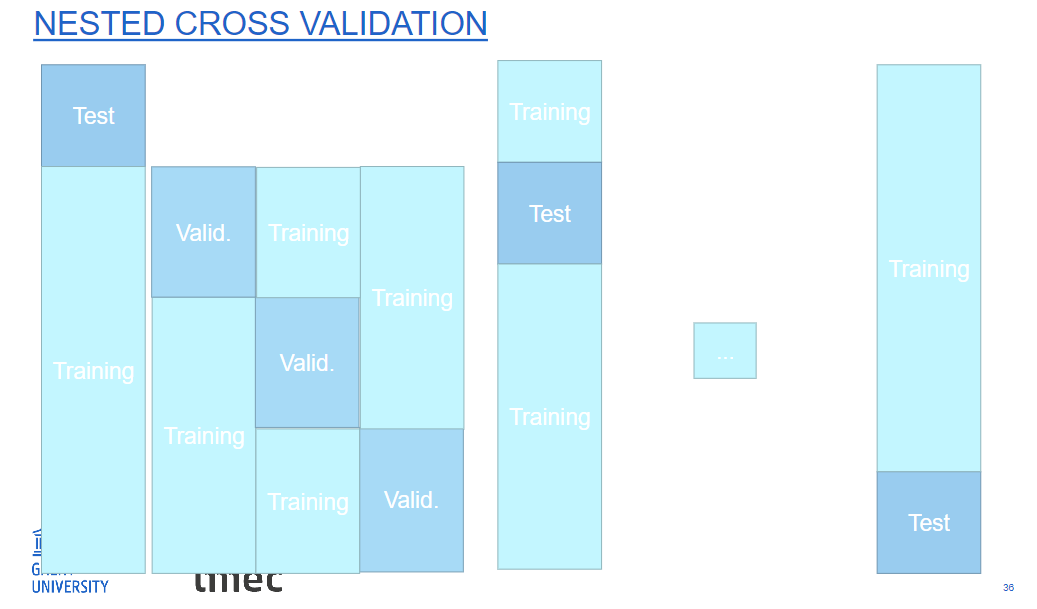 NESTED CROSS VALIDATION
Test
Training
Valid.
Training
Training
Valid.
Training
Training
Valid.
Training
Test
Training
...
Training
Test
UNIVERSITY
imec
36